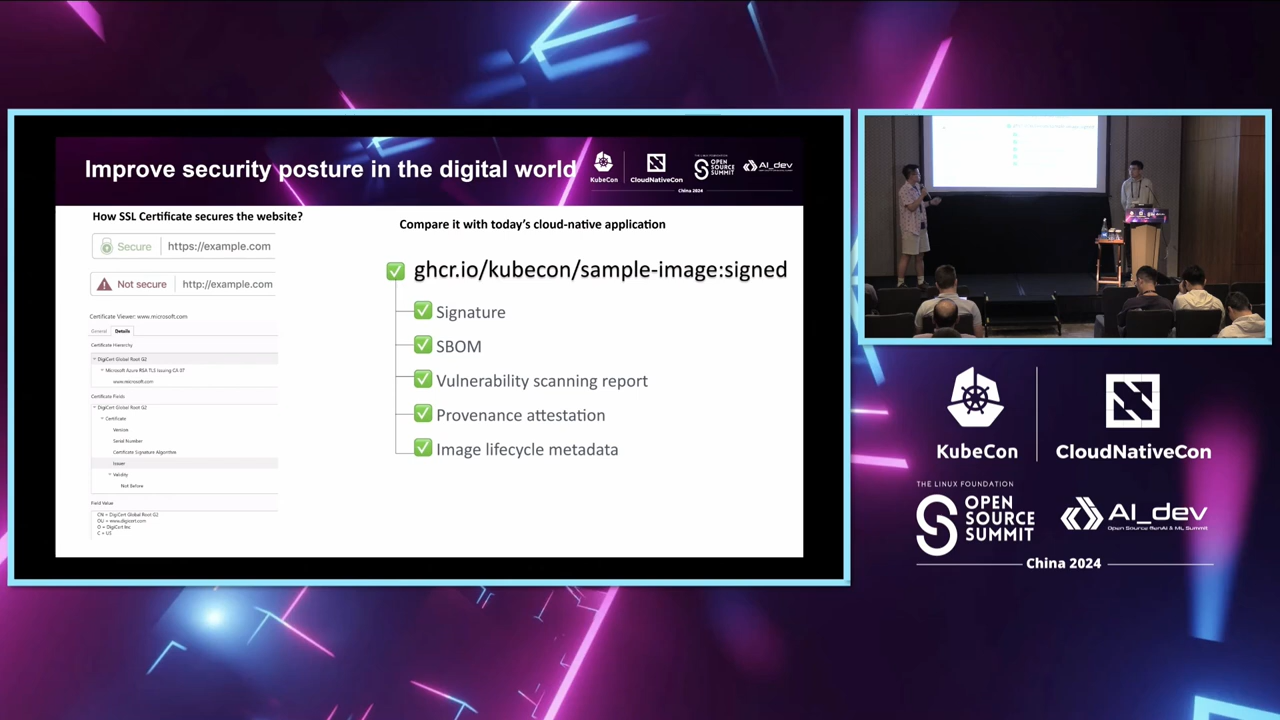 Improve security posture in the digital world
KubeCon
CloudNativeCon
THE LINUX FOUNDATION
OPEN
SOURCE
SUMMIT
AI_dev
China 2024
How SSL Certificate secures the website?
Secure
https://example.com
Not secure
http://example.com
Certificate Viewer: www.microsoft.com
General
Details
Certificate Hierarchy
DigiCert Global Root G2
Microsoft Azure RSA TLS Issuing CA 07
www.microsoft.com
Certificate Fields
DigiCert Global Root G2
Certificate
Version
Serial Number
Certificate Signature Algorithm
Issuer
Validity
Not Before
Field Value
CN = DigiCert Global Root G2
OU = www.digicert.com
O = DigiCert Inc
C = US
Compare it with today's cloud-native application
ghcr.io/kubecon/sample-image:signed
Signature
SBOM
Vulnerability scanning report
Provenance attestation
Image lifecycle metadata
KubeCon
CloudNativeCon
THE LINUX FOUNDATION
OPEN
SOURCE
SUMMIT
AI_dev
Open Source GenAI & ML Summit
China 2024